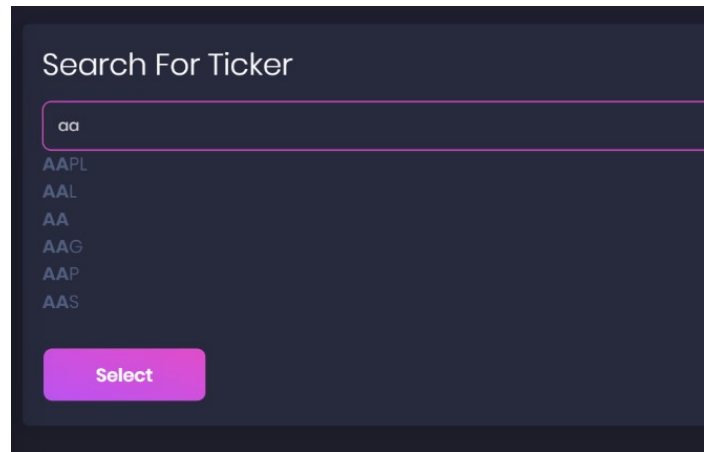 Search For Ticker
aa
AAPL
AAL
AA
AAG
AAP
AAS
Select